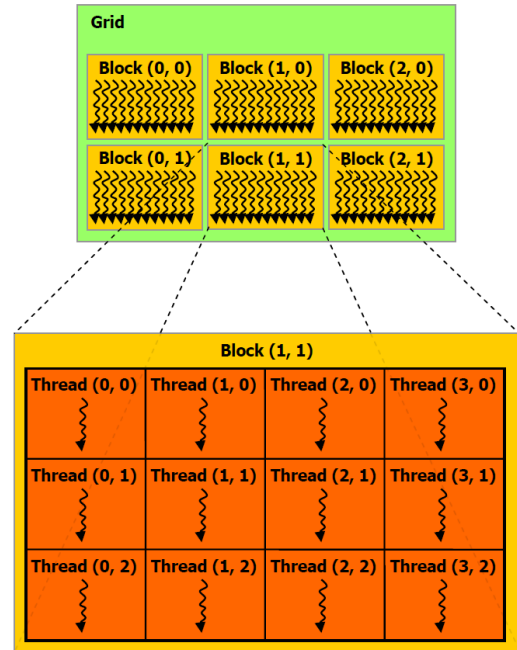 Grid
Block (0, 0) Block (1, 0) Block (2, 0)
Block (0, 1) Block (1, 1) Block (2, 1)
Block (1, 1)
Thread (0, 0) Thread (1, 0) Thread (2, 0) Thread (3, 0)
Thread (0, 1) Thread (1, 1) Thread (2, 1) Thread (3, 1)
Thread (0, 2) Thread (1, 2) Thread (2, 2) Thread (3, 2)